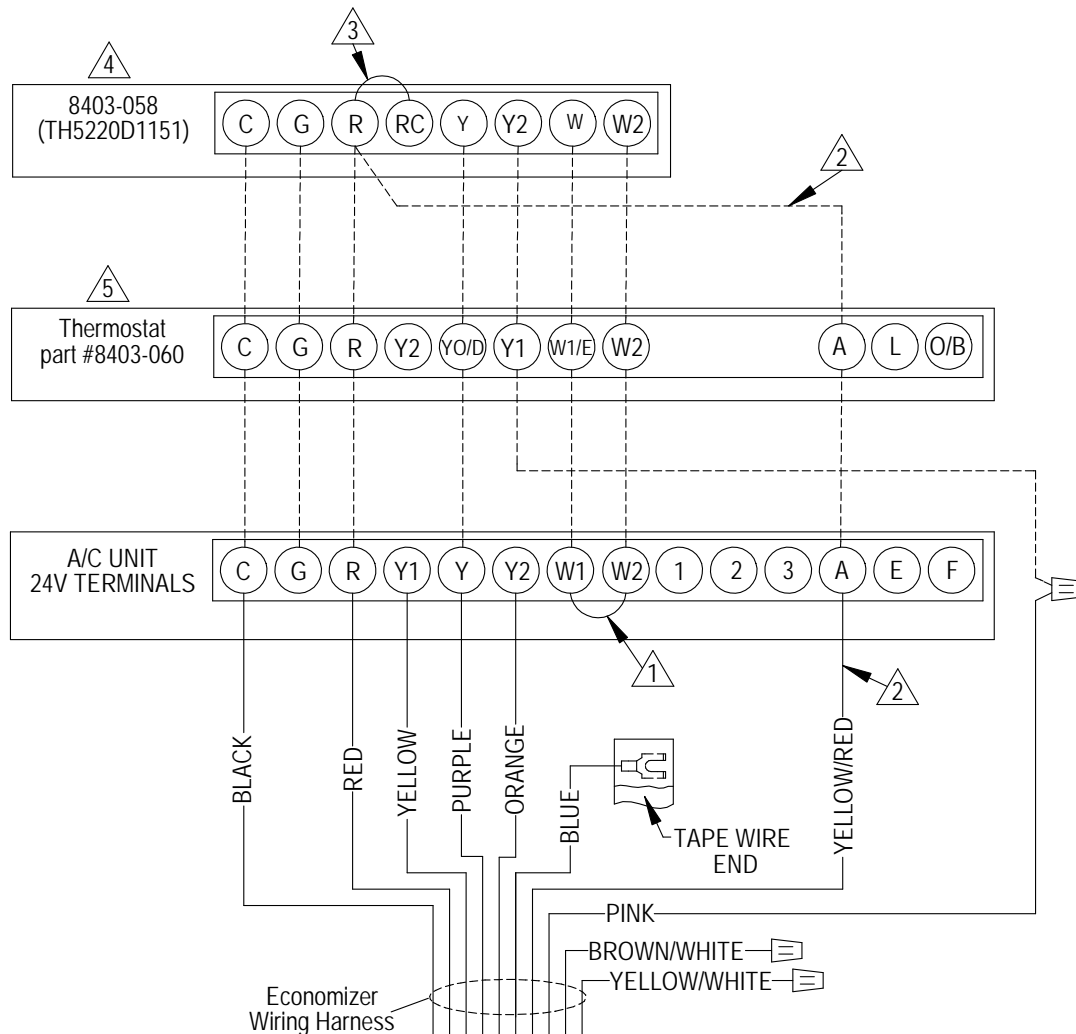 3
4
8403-058
(TH5220D1151)
C G R RC Y Y2 W W2
2
5
Thermostat
part #8403-060
C G R Y2 YO/D Y1 W1/E W2 A L O/B
A/C UNIT
24V TERMINALS
C G R Y1 Y Y2 W1 W2 1 2 3 A E F
1
2
BLACK
RED
YELLOW
PURPLE
ORANGE
BLUE
YELLOW/RED
TAPE WIRE
END
PINK
BROWN/WHITE
YELLOW/WHITE
Economizer
Wiring Harness